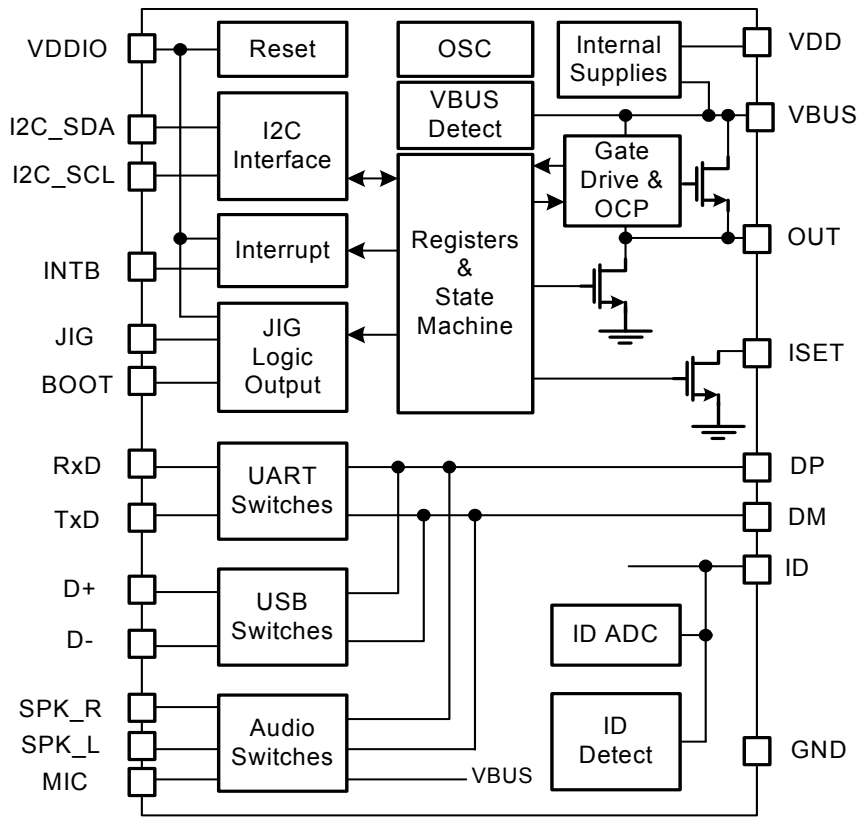 VDDIO
I2C_SDA
I2C_SCL
INTB
JIG
BOOT
RxD
TxD
D+
D-
SPK_R
SPK_L
MIC
Reset
I2C
Interface
Interrupt
JIG
Logic
Output
UART
Switches
USB
Switches
Audio
Switches
VBUS
OSC
VBUS
Detect
Registers
&
State
Machine
Internal
Supplies
Gate
Drive &
OCP
ID ADC
ID
Detect
VDD
VBUS
OUT
ISET
DP
DM
ID
GND